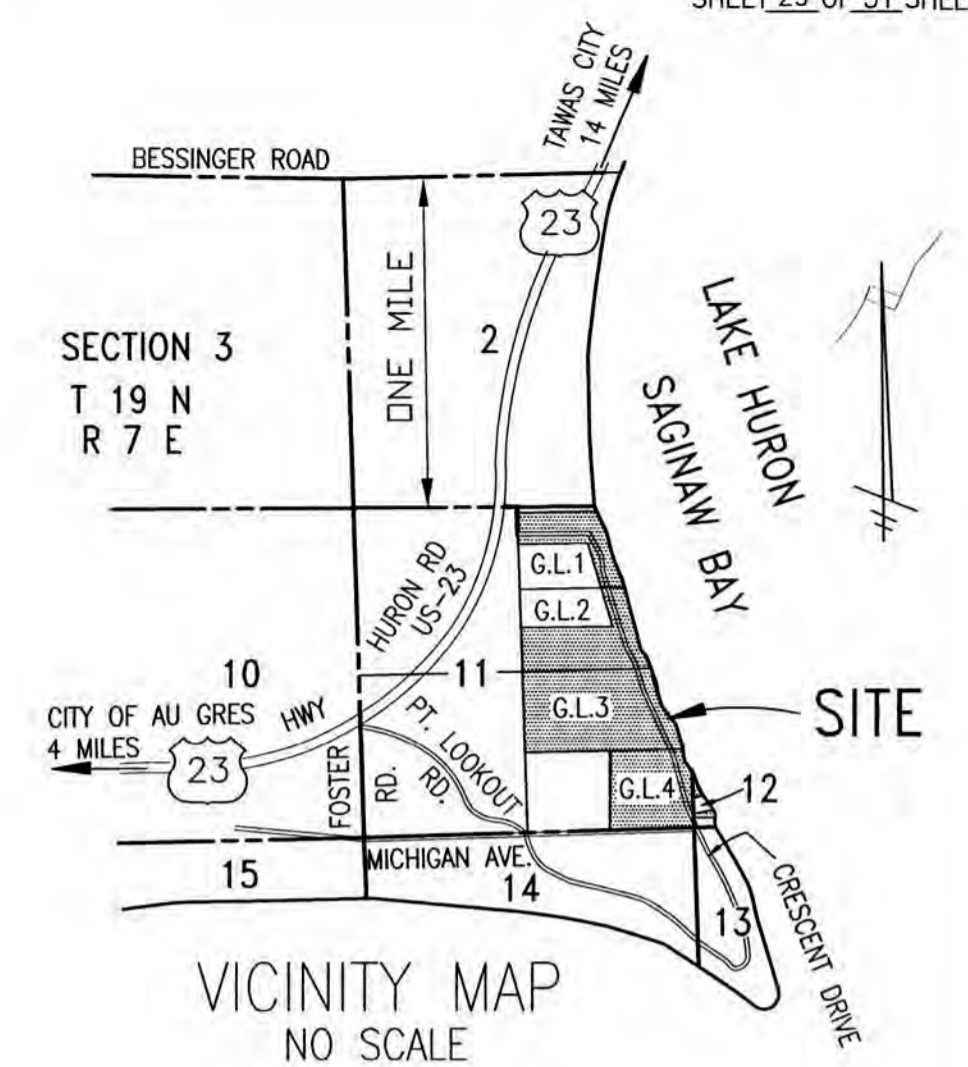 SHEET 29 OF 31 SHEE
TAWAS CITY
14 MILES
BESSINGER ROAD
23
ONE MILE
SECTION 3
T 19 N
R 7 E
2
LAKE HURON
SAGINAW BAY
HURON RD
US-23
G.L.1
G.L.2
10
11
G.L.3
SITE
CITY OF AU GRES
4 MILES
HWY
23
PT. LOOKOUT
RD.
FOSTER
RD.
G.L.4
12
MICHIGAN AVE.
15
14
13
CRESCENT DRIVE
VICINITY MAP
NO SCALE